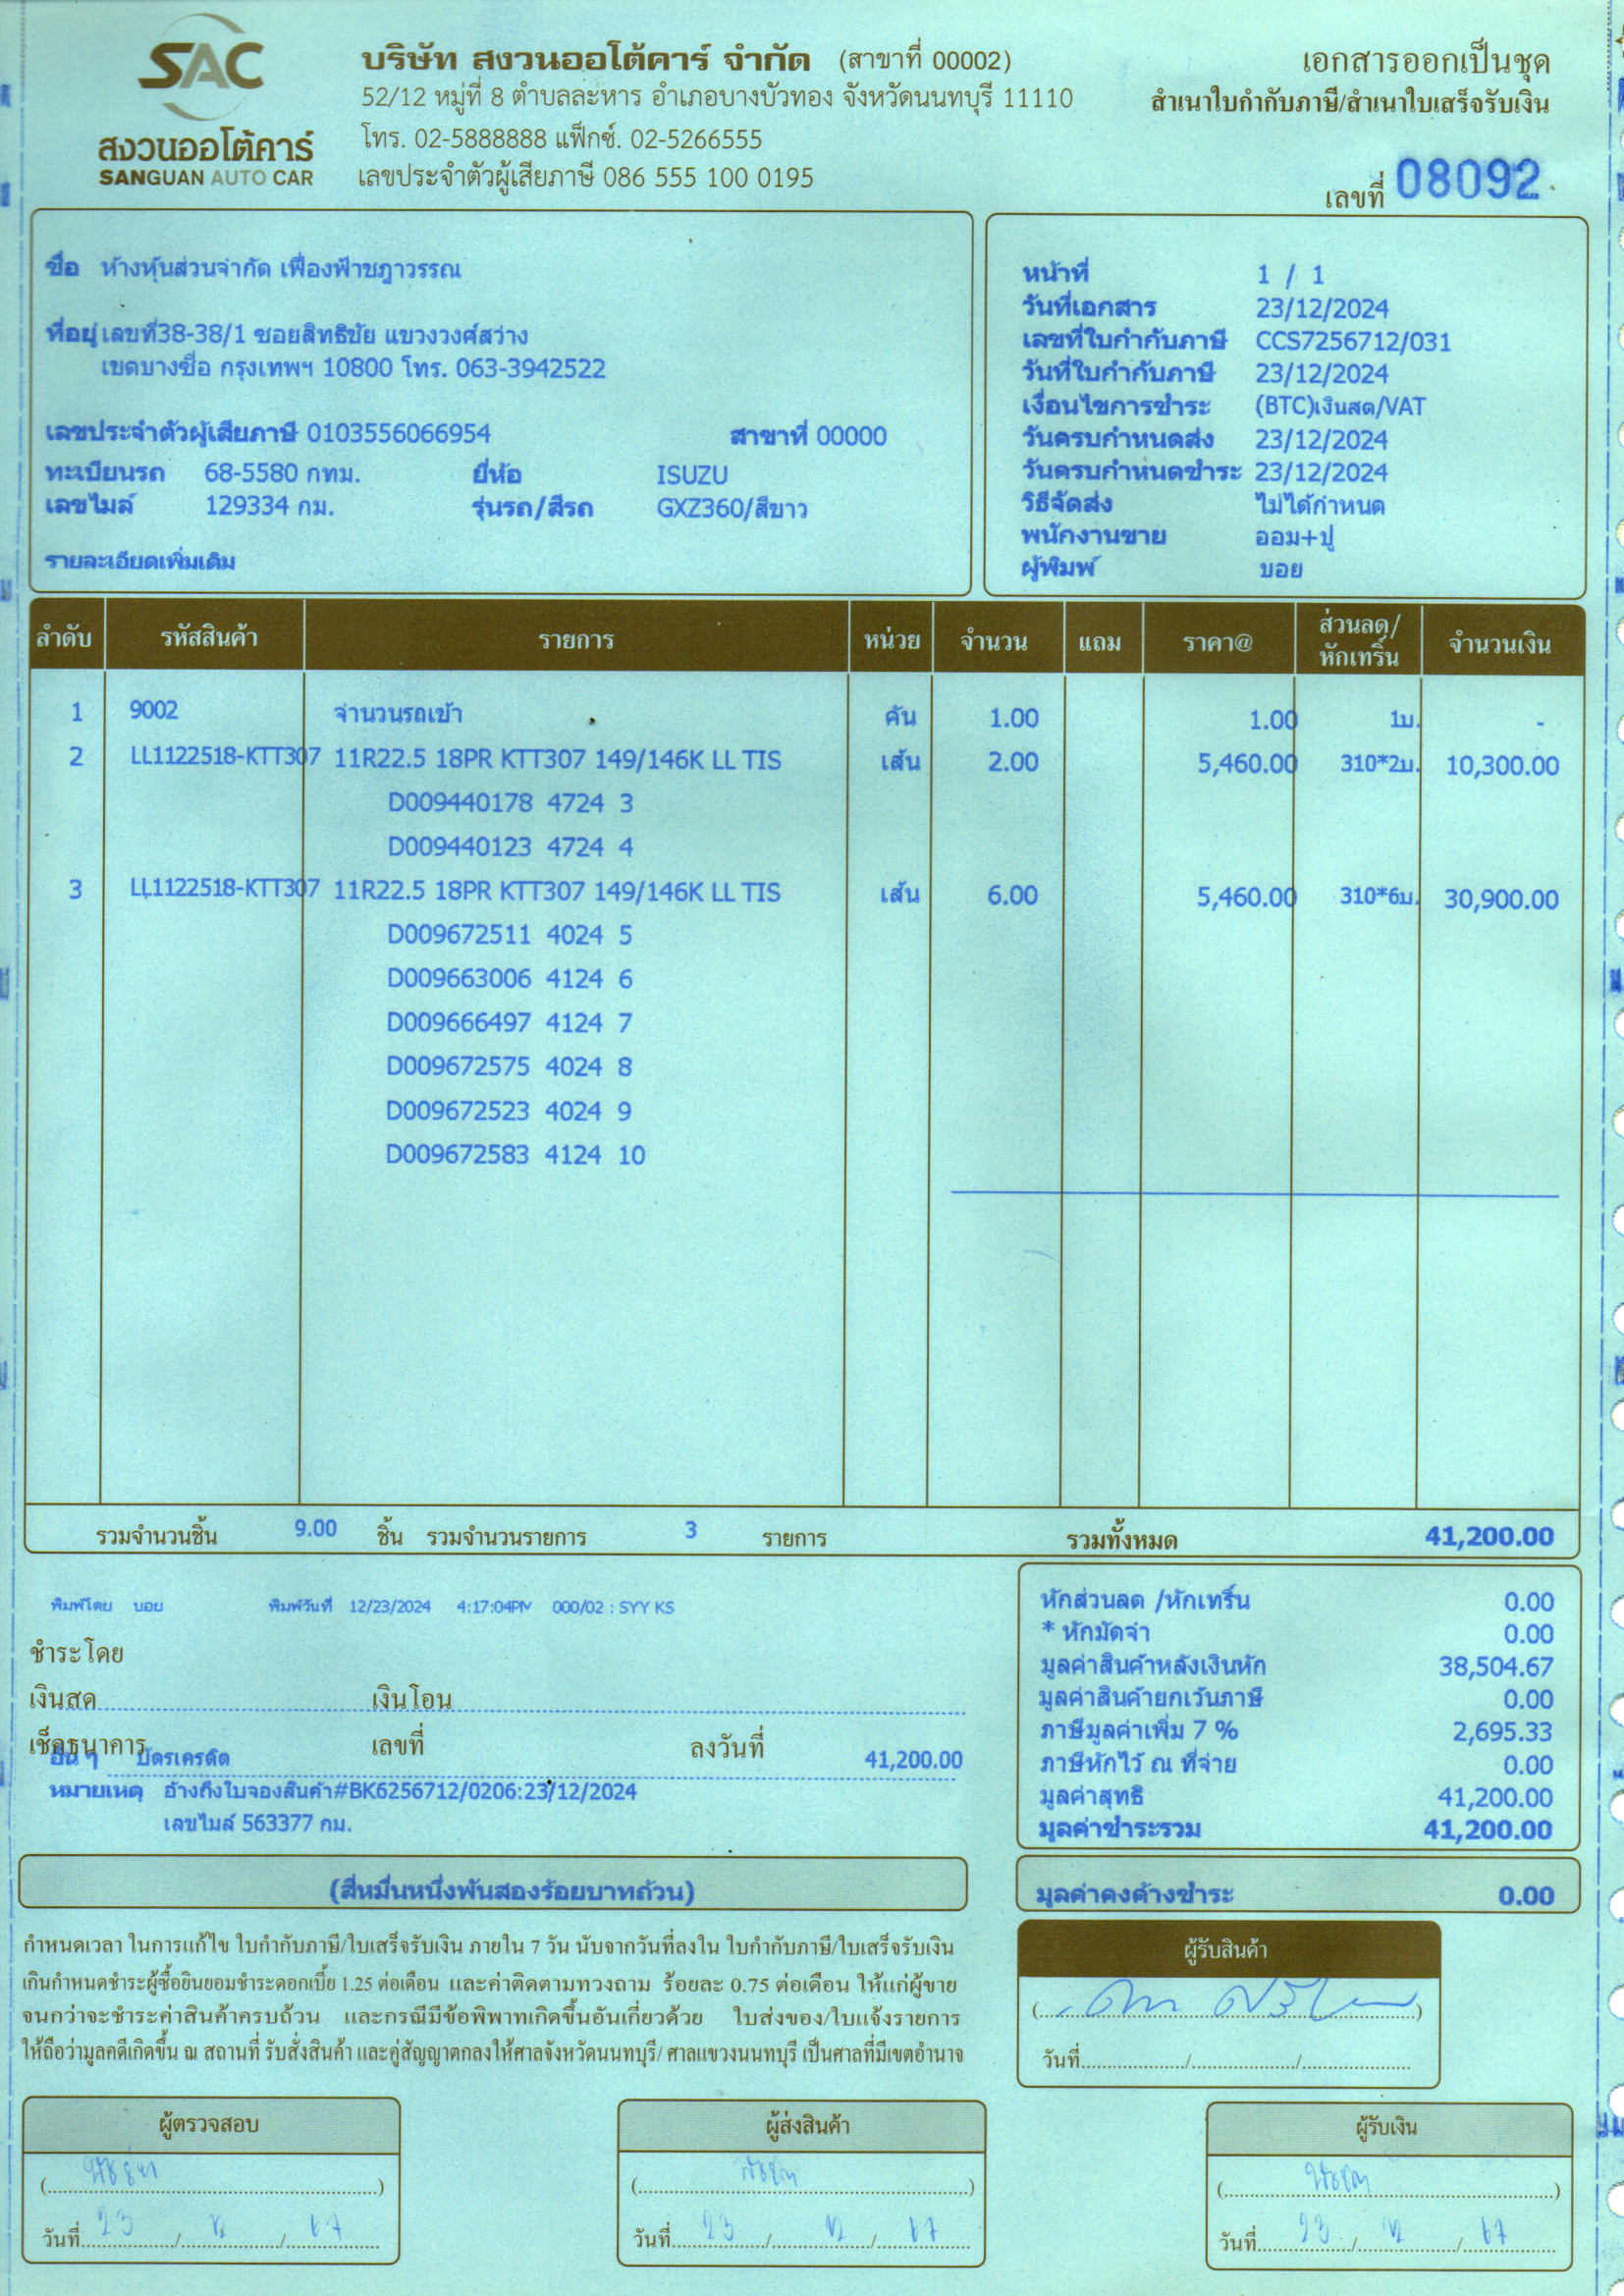 SAC
สงวนออโต้คาร์
SANGUAN AUTO CAR
บริษัท สงวนออโต้คาร์ จำกัด (สาขาที่ 00002)
52/12 หมู่ที่ 8 ตำบลละหาร อำเภอบางบัวทอง จังหวัดนนทบุรี 11110
โทร. 02-5888888 แฟ็กซ์. 02-5266555
เลขประจำตัวผู้เสียภาษี 086 555 100 0195
เอกสารออกเป็นชุด
สำเนาใบกำกับภาษี/สำเนาใบเสร็จรับเงิน
เลขที่ 08092
ชื่อ ห้างหุ้นส่วนจำกัด เฟื่องฟ้าชฎาวรรณ
ที่อยู่ เลขที่38-38/1 ซอยสิทธิชัย แขวงวงศ์สว่าง
เขตบางซื่อ กรุงเทพฯ 10800 โทร. 063-3942522
เลขประจำตัวผู้เสียภาษี 0103556066954 สาขาที่ 00000
ทะเบียนรถ 68-5580 กทม. ยี่ห้อ ISUZU
เลขไมล์ 129334 กม. รุ่นรถ/สีรถ GXZ360/สีขาว
รายละเอียดเพิ่มเติม
หน้าที่ 1 / 1
วันที่เอกสาร 23/12/2024
เลขที่ใบกำกับภาษี CCS7256712/031
วันที่ใบกำกับภาษี 23/12/2024
เงื่อนไขการชำระ (BTC)เงินสด/VAT
วันครบกำหนดส่ง 23/12/2024
วันครบกำหนดชำระ 23/12/2024
วิธีจัดส่ง ไม่ได้กำหนด
พนักงานขาย ออม+ปู
ผู้พิมพ์ บอย
ลำดับ รหัสสินค้า รายการ หน่วย จำนวน แถม ราคา@ ส่วนลด/หักเทริ์น จำนวนเงิน
1 9002 จำนวนรถเข้า คัน 1.00 1.00 1บ. -
2 LL1122518-KTT307 11R22.5 18PR KTT307 149/146K LL TIS เส้น 2.00 5,460.00 310*2บ. 10,300.00
D009440178 4724 3
D009440123 4724 4
3 LL1122518-KTT307 11R22.5 18PR KTT307 149/146K LL TIS เส้น 6.00 5,460.00 310*6บ. 30,900.00
D009672511 4024 5
D009663006 4124 6
D009666497 4124 7
D009672575 4024 8
D009672523 4024 9
D009672583 4124 10
รวมจำนวนชิ้น 9.00 ชิ้น รวมจำนวนรายการ 3 รายการ รวมทั้งหมด 41,200.00
พิมพ์โดย บอย พิมพ์วันที่ 12/23/2024 4:17:04PM 000/02 : SYY KS
ชำระโดย
เงินสด เงินโอน
เช็คธนาคาร เลขที่ ลงวันที่
อื่น ๆ บัตรเครดิต 41,200.00
หมายเหตุ อ้างถึงใบจองสินค้า#BK6256712/0206:23/12/2024
เลขไมล์ 563377 กม.
หักส่วนลด /หักเทริ์น 0.00
* หักมัดจำ 0.00
มูลค่าสินค้าหลังเงินหัก 38,504.67
มูลค่าสินค้ายกเว้นภาษี 0.00
ภาษีมูลค่าเพิ่ม 7 % 2,695.33
ภาษีหักไว้ ณ ที่จ่าย 0.00
มูลค่าสุทธิ 41,200.00
มูลค่าชำระรวม 41,200.00
(สี่หมื่นหนึ่งพันสองร้อยบาทถ้วน)
มูลค่าคงค้างชำระ 0.00
กำหนดเวลา ในการแก้ไข ใบกำกับภาษี/ใบเสร็จรับเงิน ภายใน 7 วัน นับจากวันที่ลงใน ใบกำกับภาษี/ใบเสร็จรับเงิน
เกินกำหนดชำระผู้ซื้อยินยอมชำระดอกเบี้ย 1.25 ต่อเดือน และค่าติดตามทวงถาม ร้อยละ 0.75 ต่อเดือน ให้แก่ผู้ขาย
จนกว่าจะชำระค่าสินค้าครบถ้วน และกรณีมีข้อพิพาทเกิดขึ้นอันเกี่ยวด้วย ใบส่งของ/ใบแจ้งรายการ
ให้ถือว่ามูลคดีเกิดขึ้น ณ สถานที่ รับสั่งสินค้า และคู่สัญญาตกลงให้ศาลจังหวัดนนทบุรี/ ศาลแขวงนนทบุรี เป็นศาลที่มีเขตอำนาจ
ผู้รับสินค้า
วันที่ / /
ผู้ตรวจสอบ ผู้ส่งสินค้า ผู้รับเงิน
วันที่ 23 / 12 / 67 วันที่ 23 / 12 / 67 วันที่ 23 / 12 / 67